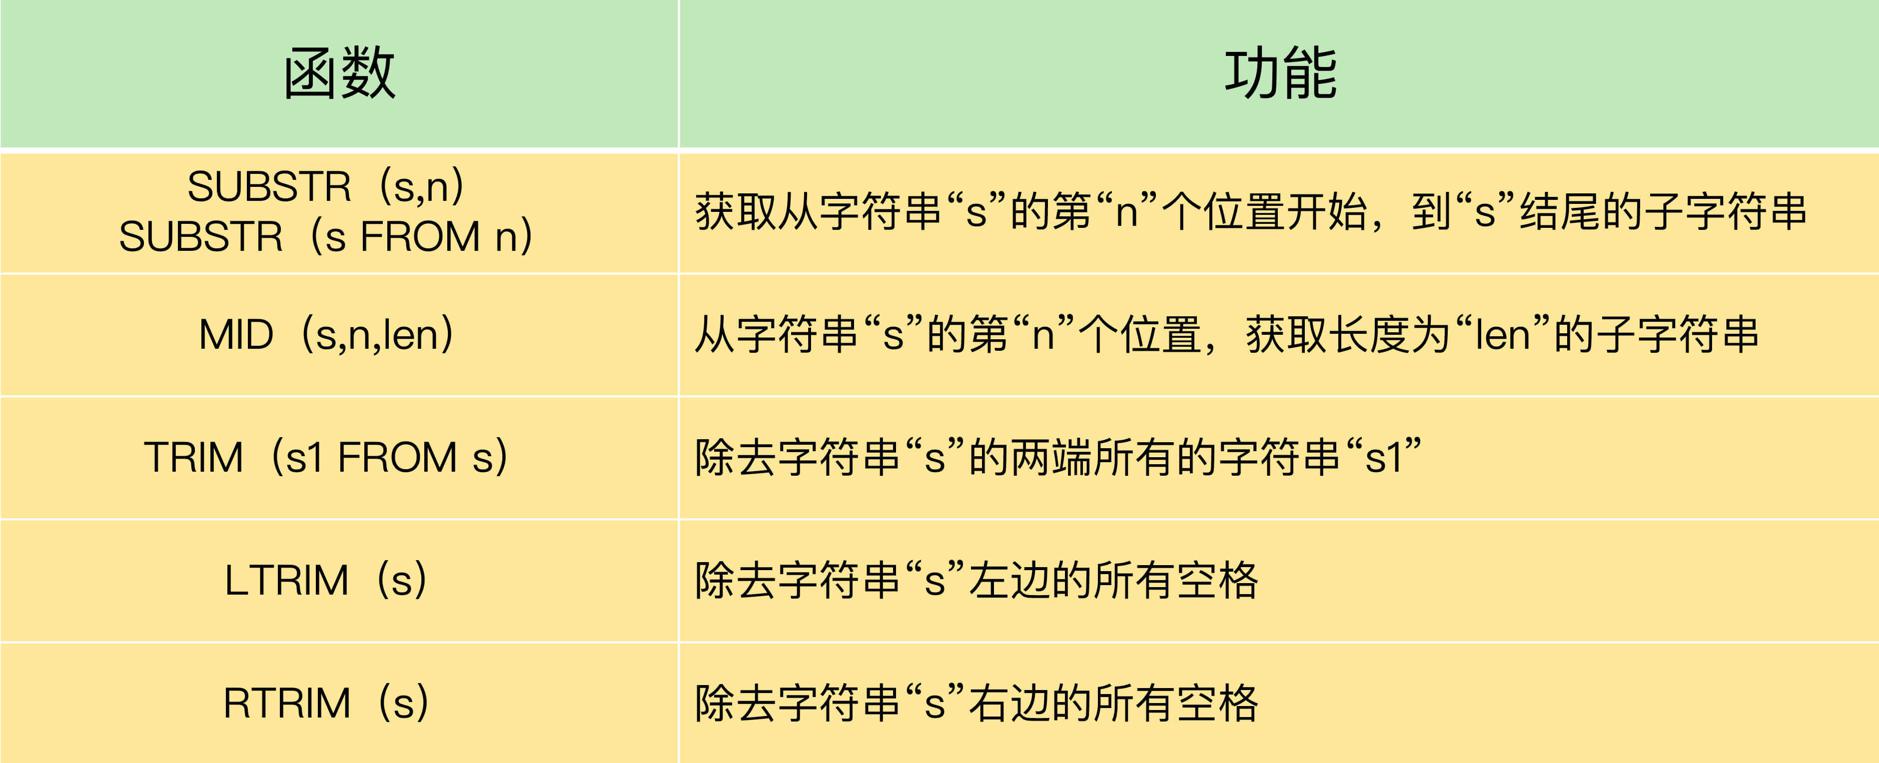 函数
功能
SUBSTR（s,n）
SUBSTR（s FROM n）
获取从字符串“s”的第“n”个位置开始，到“s”结尾的子字符串
MID（s,n,len）
从字符串“s”的第“n”个位置，获取长度为“len”的子字符串
TRIM（s1 FROM s）
除去字符串“s”的两端所有的字符串“s1”
LTRIM（s）
除去字符串“s”左边的所有空格
RTRIM（s）
除去字符串“s”右边的所有空格